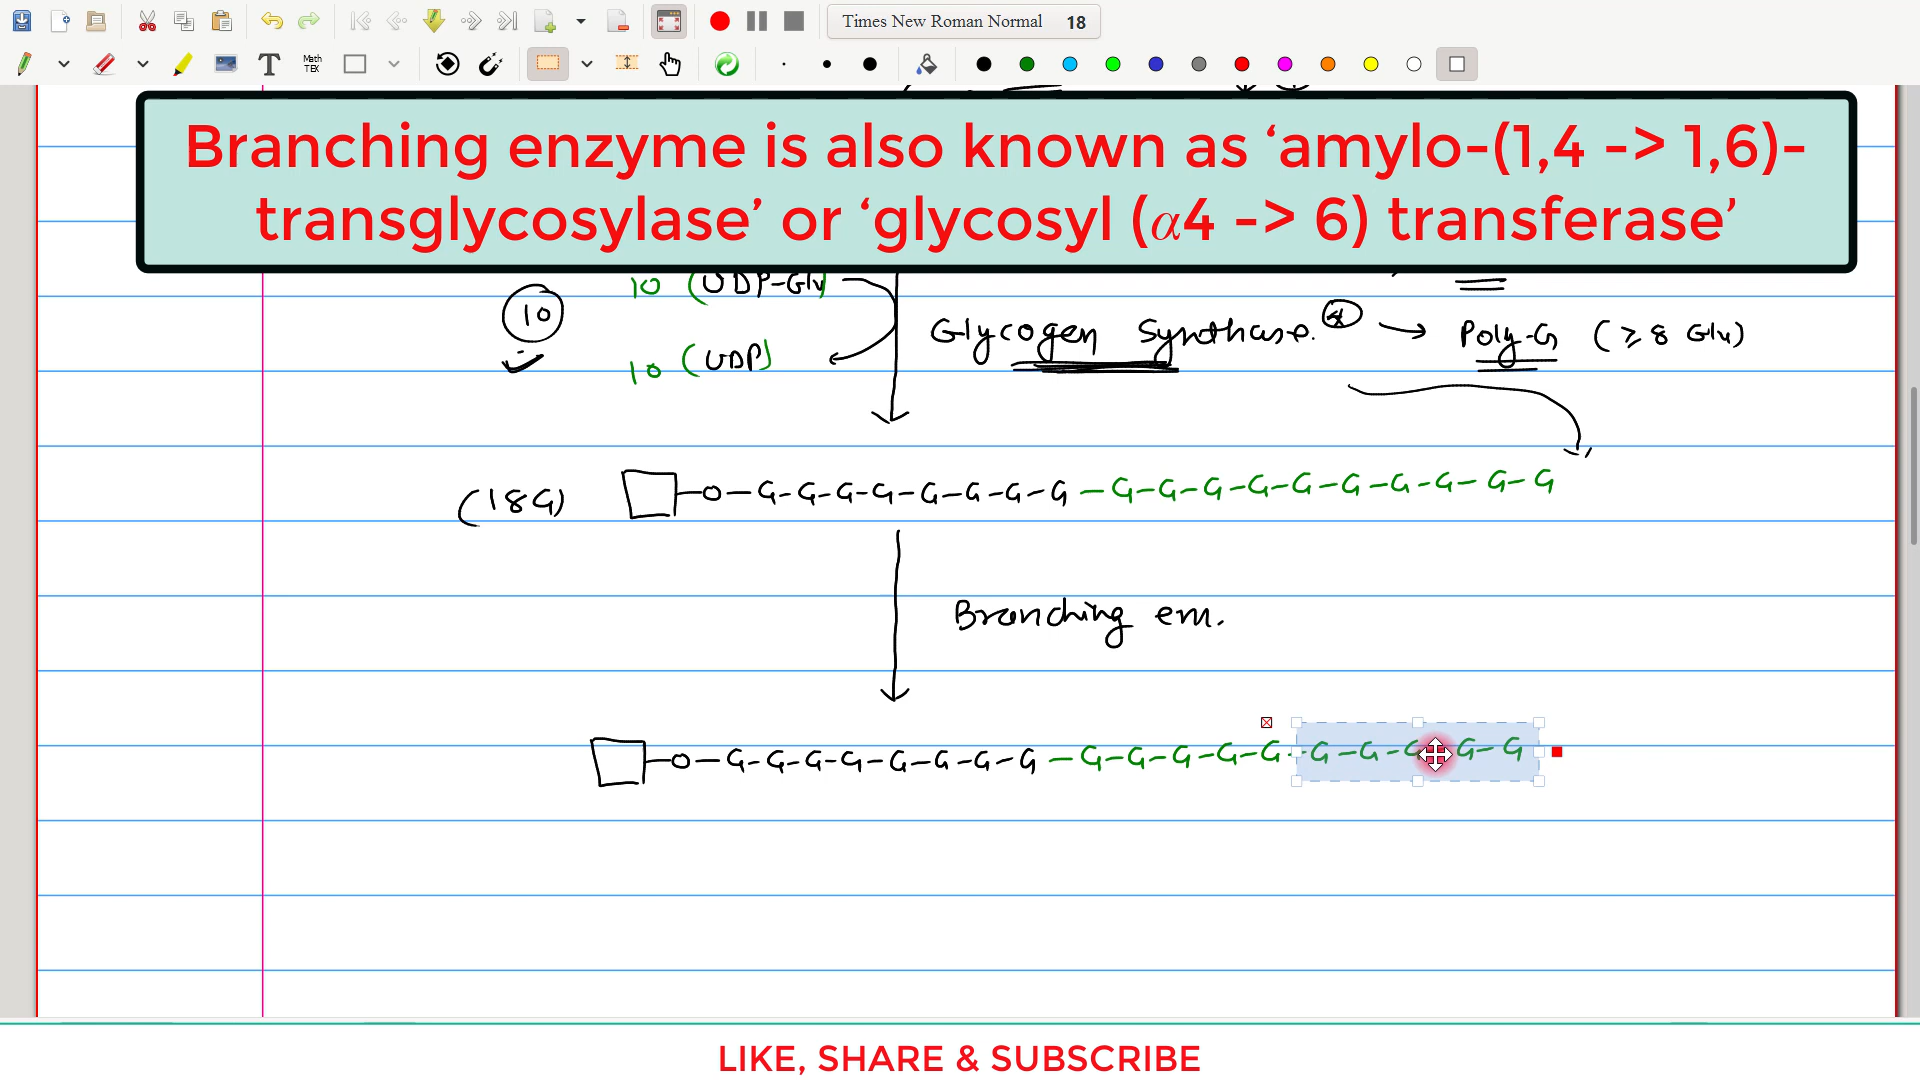 Times New Roman Normal 18
Math
TEX
Branching enzyme is also known as ‘amylo-(1,4 -> 1,6)-
transglycosylase’ or ‘glycosyl (α4 -> 6) transferase’
10 (UDP-Glu)
10
Glycogen Synthase. → Poly-G (≥ 8 Glu)
10 (UDP)
(18G) -O-G-G-G-G-G-G-G-G-G-G-G-G-G-G-G-G-G-G
Branching em.
-O-G-G-G-G-G-G-G-G-G-G-G-G-G-G-G-G-G-G
LIKE, SHARE & SUBSCRIBE